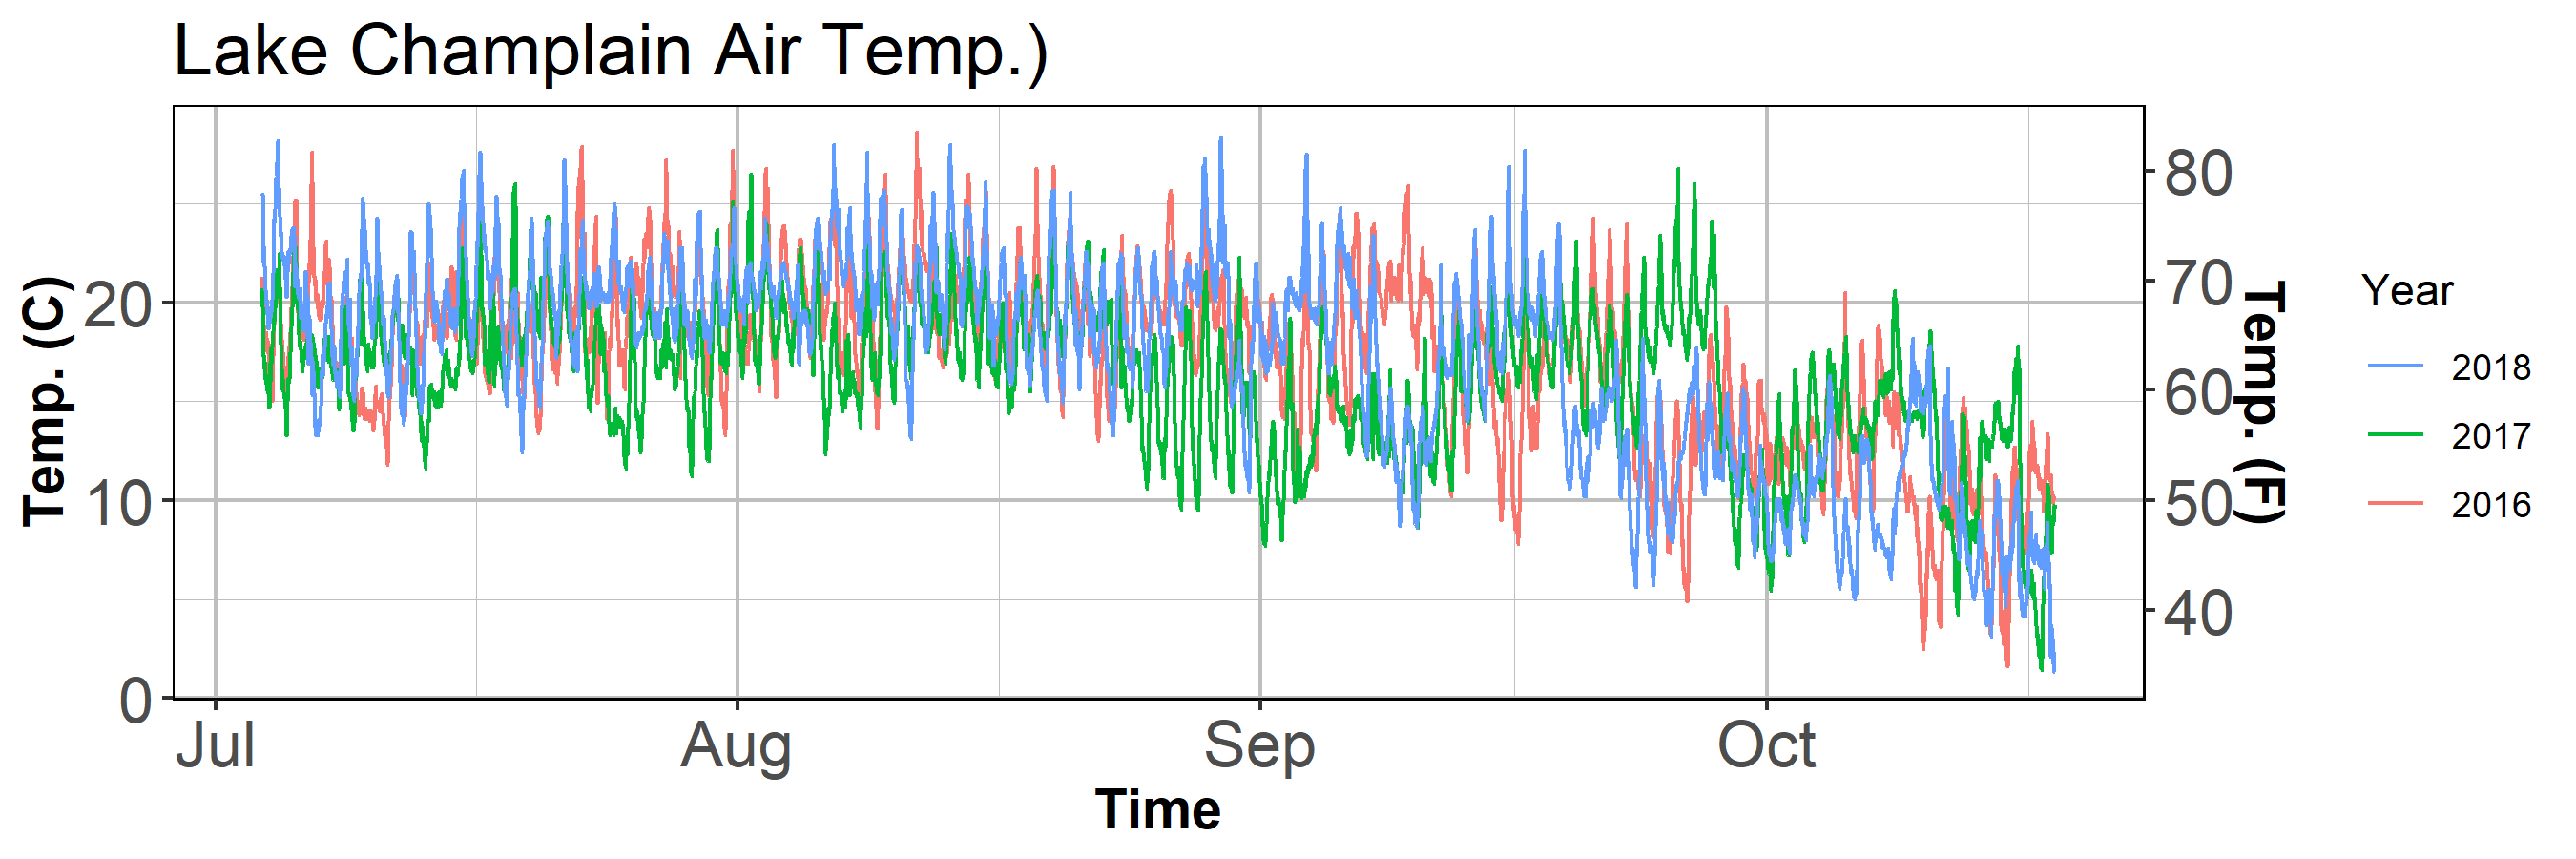 Lake Champlain Air Temp.)
Temp. (C)
20
10
0
Jul
Aug
Sep
Oct
Time
80
70
60
50
40
Temp. (F)
Year
2018
2017
2016